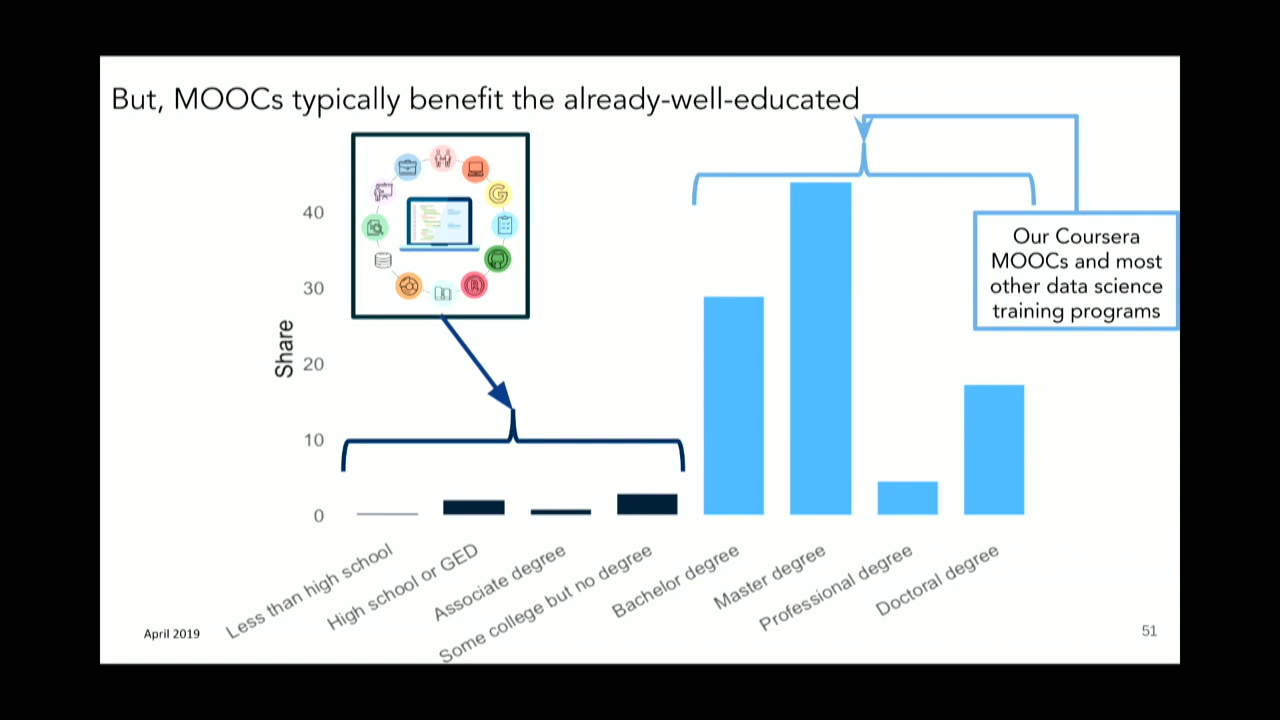 But, MOOCs typically benefit the already-well-educated
G
R
Our Coursera
MOOCs and most
other data science
training programs
Share
40
30
20
10
0
Less than high school
High school or GED
Associate degree
Some college but no degree
Bachelor degree
Master degree
Professional degree
Doctoral degree
April 2019
51